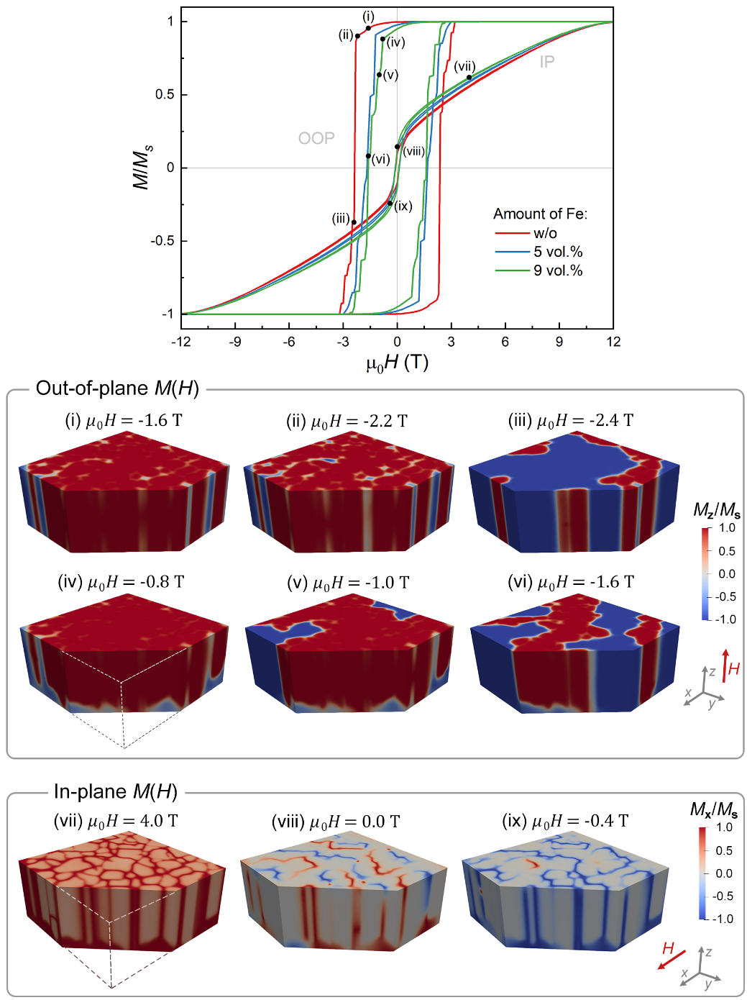 1
0.5
0
-0.5
-1
M/Ms
(i)
(ii)
(iv)
(v)
(vii)
IP
OOP
(vi)
(viii)
(iii)
(ix)
Amount of Fe:
w/o
5 vol.%
9 vol.%
-12 -9 -6 -3 0 3 6 9 12
μ0H (T)
Out-of-plane M(H)
(i) μ0H = -1.6 T
(ii) μ0H = -2.2 T
(iii) μ0H = -2.4 T
Mz/Ms
1.0
0.5
0.0
-0.5
-1.0
(iv) μ0H = -0.8 T
(v) μ0H = -1.0 T
(vi) μ0H = -1.6 T
z H
x
y
In-plane M(H)
(vii) μ0H = 4.0 T
(viii) μ0H = 0.0 T
(ix) μ0H = -0.4 T
Mx/Ms
1.0
0.5
0.0
-0.5
-1.0
H
z
x
y